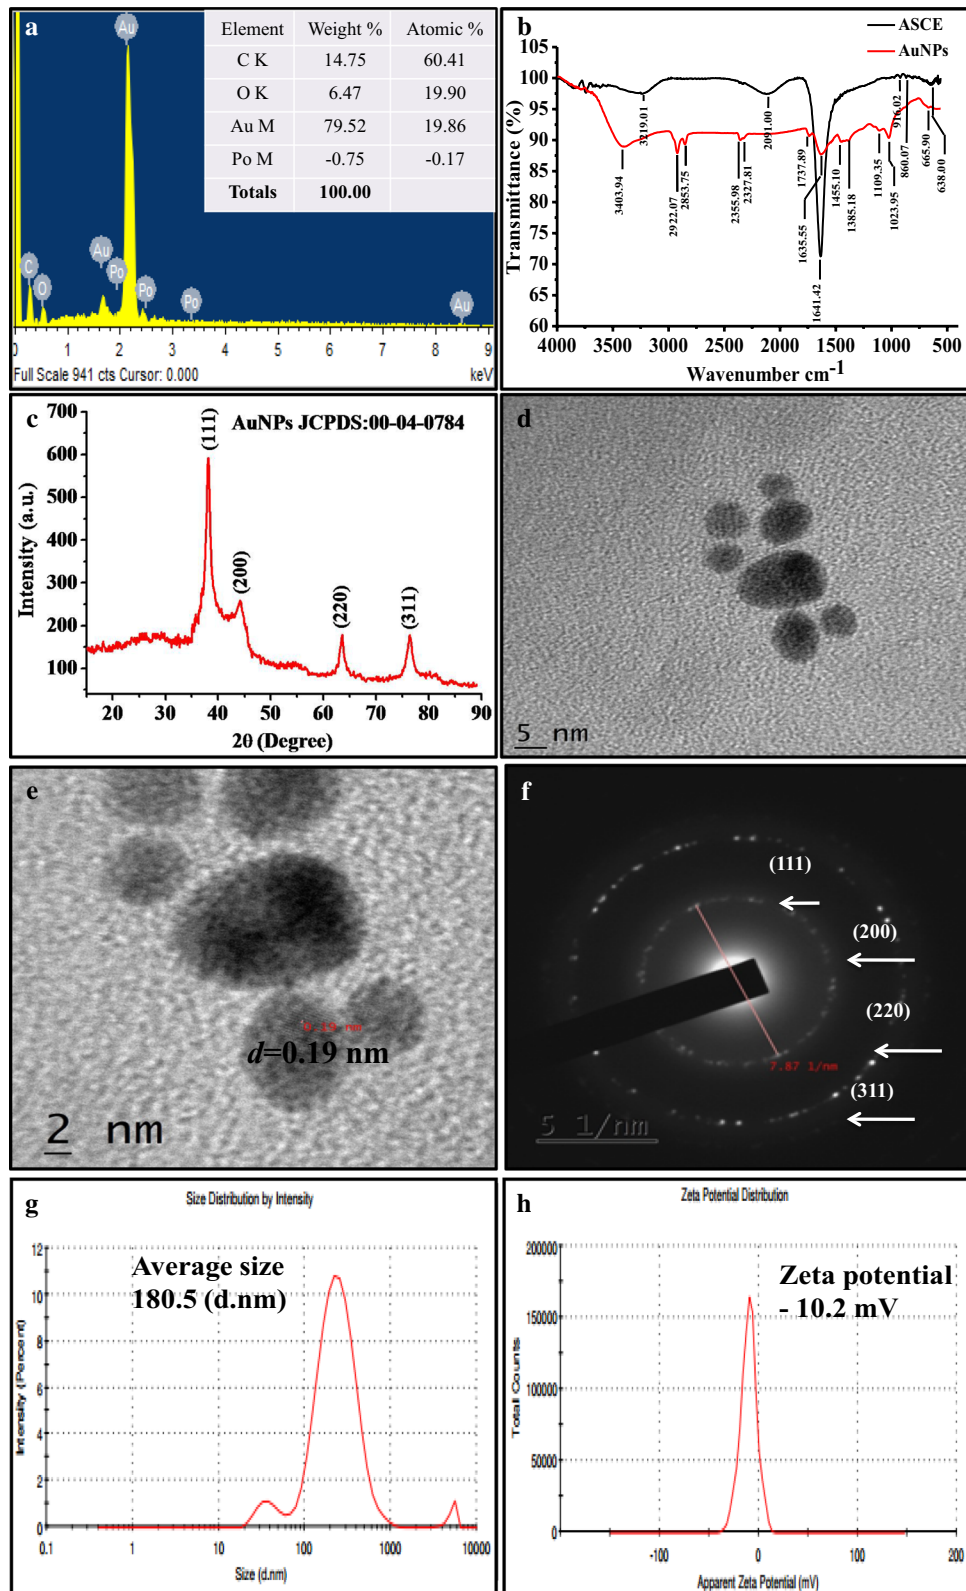 a
Element Weight % Atomic %
C K 14.75 60.41
O K 6.47 19.90
Au M 79.52 19.86
Po M -0.75 -0.17
Totals 100.00
Au
C
O
Au
Po
Po
Po
Au
0 1 2 3 4 5 6 7 8 9
Full Scale 941 cts Cursor: 0.000 keV
b
ASCE
AuNPs
Transmittance (%)
105
100
95
90
85
80
75
70
65
60
3403.94
3219.01
2922.07
2853.75
2355.98
2327.81
2091.00
1737.89
1635.55
1641.42
1455.10
1385.18
1109.35
1023.95
916.02
860.07
665.90
638.00
4000 3500 3000 2500 2000 1500 1000 500
Wavenumber cm-1
c
AuNPs JCPDS:00-04-0784
Intensity (a.u.)
700
600
500
400
300
200
100
(111)
(200)
(220)
(311)
20 30 40 50 60 70 80 90
2θ (Degree)
d
5 nm
e
0.19 nm
d=0.19 nm
2 nm
f
(111)
(200)
(220)
(311)
7.87 1/nm
5 1/nm
g
Size Distribution by Intensity
Average size
180.5 (d.nm)
Intensity (Percent)
12
10
8
6
4
2
0
0.1 1 10 100 1000 10000
Size (d.nm)
h
Zeta Potential Distribution
Zeta potential
- 10.2 mV
Total Counts
200000
150000
100000
50000
0
-100 0 100 200
Apparent Zeta Potential (mV)